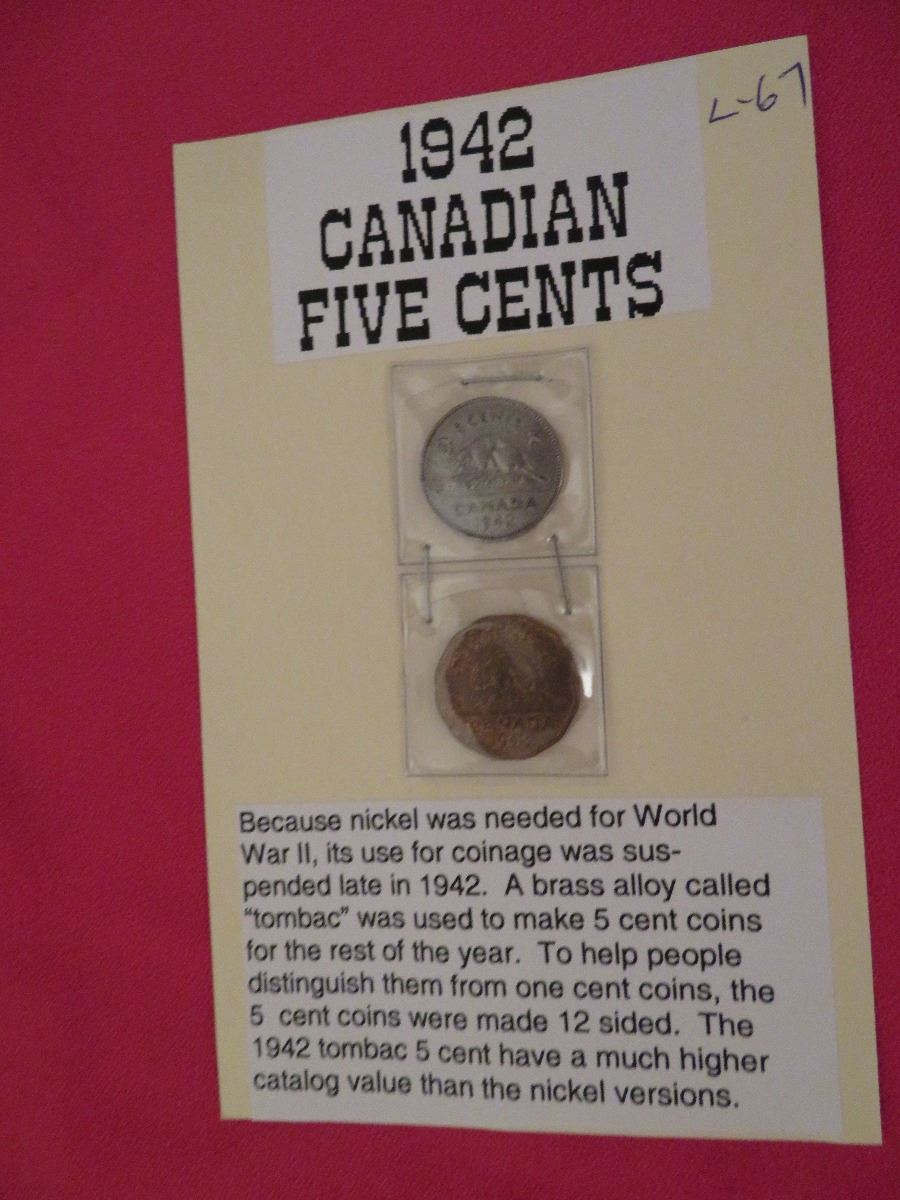 L-67
1942
CANADIAN
FIVE CENTS
5 CENTS
CANADA
1942
CANADA
Because nickel was needed for World
War II, its use for coinage was sus-
pended late in 1942.  A brass alloy called
“tombac” was used to make 5 cent coins
for the rest of the year.  To help people
distinguish them from one cent coins, the
5  cent coins were made 12 sided.  The
1942 tombac 5 cent have a much higher
catalog value than the nickel versions.